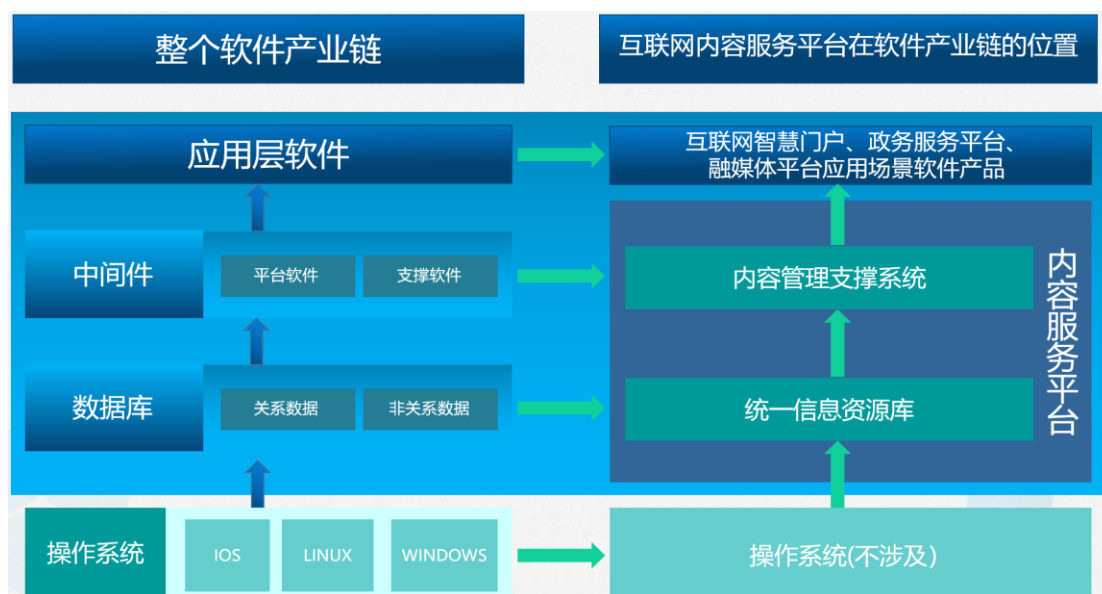 整个软件产业链
互联网内容服务平台在软件产业链的位置
应用层软件
互联网智慧门户、政务服务平台、
融媒体平台应用场景软件产品
中间件
平台软件
支撑软件
内容管理支撑系统
数据库
关系数据
非关系数据
统一信息资源库
内容服务平台
操作系统
IOS
LINUX
WINDOWS
操作系统(不涉及）